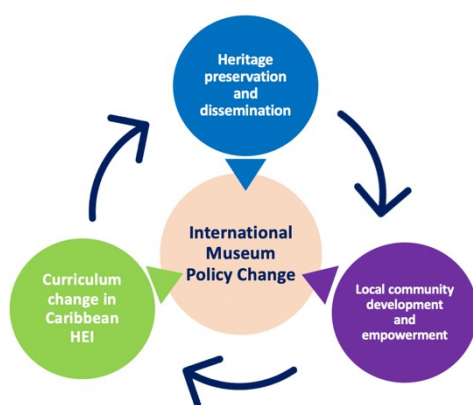 Heritage
preservation
and
dissemination
International
Museum
Policy Change
Curriculum
change in
Caribbean
HEI
Local community
development
and
empowerment